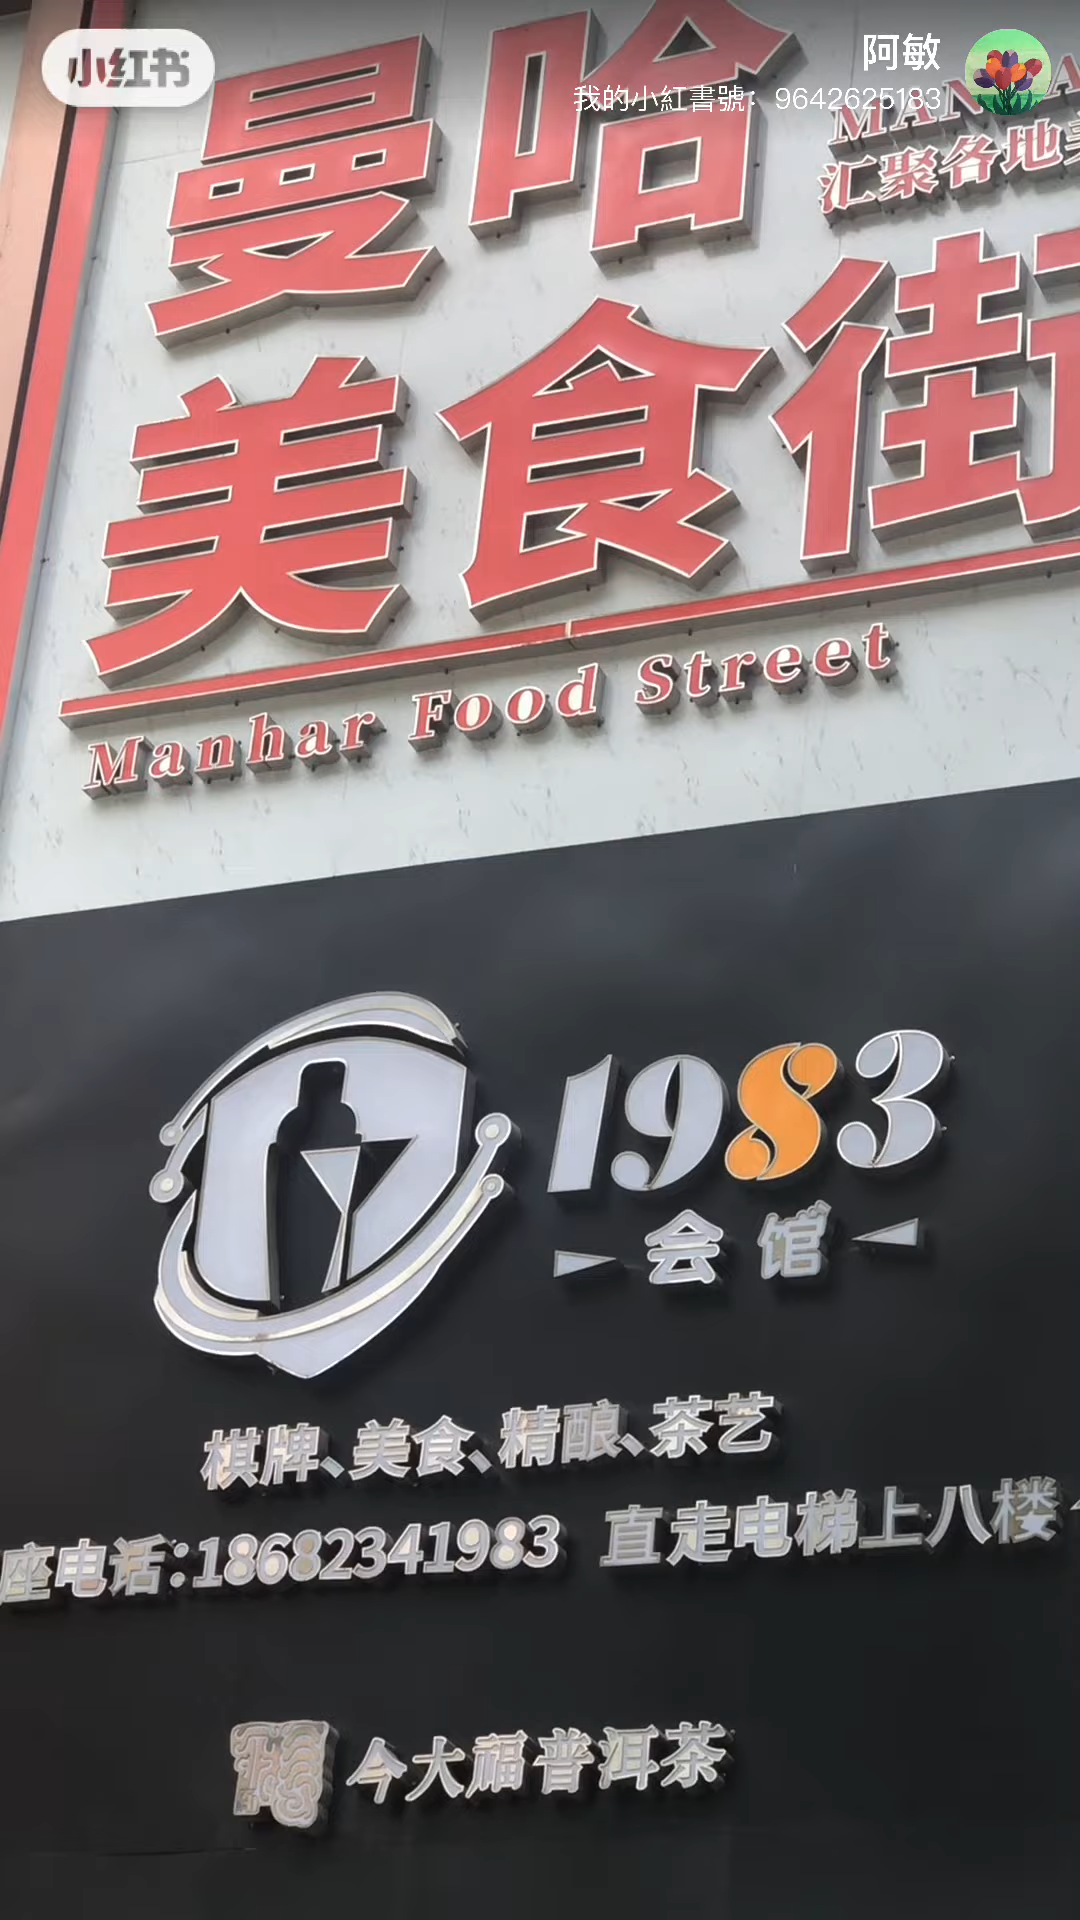 小红书
阿敏
我的小紅書號：9642625183
曼哈
MAN
汇聚各地美
美食街
Manhar Food Street
1983
会馆
棋牌、美食、精酿、茶艺
座电话:18682341983 直走电梯上八楼
今大福普洱茶